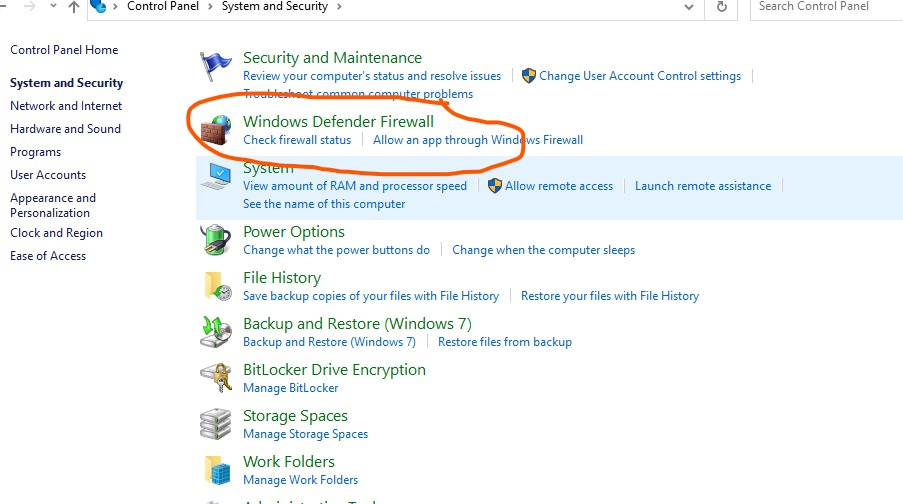 Control Panel > System and Security >
Search Control Panel
Control Panel Home
System and Security
Network and Internet
Hardware and Sound
Programs
User Accounts
Appearance and
Personalization
Clock and Region
Ease of Access
Security and Maintenance
Review your computer's status and resolve issues
Change User Account Control settings
Troubleshoot common computer problems
Windows Defender Firewall
Check firewall status
Allow an app through Windows Firewall
System
View amount of RAM and processor speed
Allow remote access
Launch remote assistance
See the name of this computer
Power Options
Change what the power buttons do
Change when the computer sleeps
File History
Save backup copies of your files with File History
Restore your files with File History
Backup and Restore (Windows 7)
Backup and Restore (Windows 7)
Restore files from backup
BitLocker Drive Encryption
Manage BitLocker
Storage Spaces
Manage Storage Spaces
Work Folders
Manage Work Folders